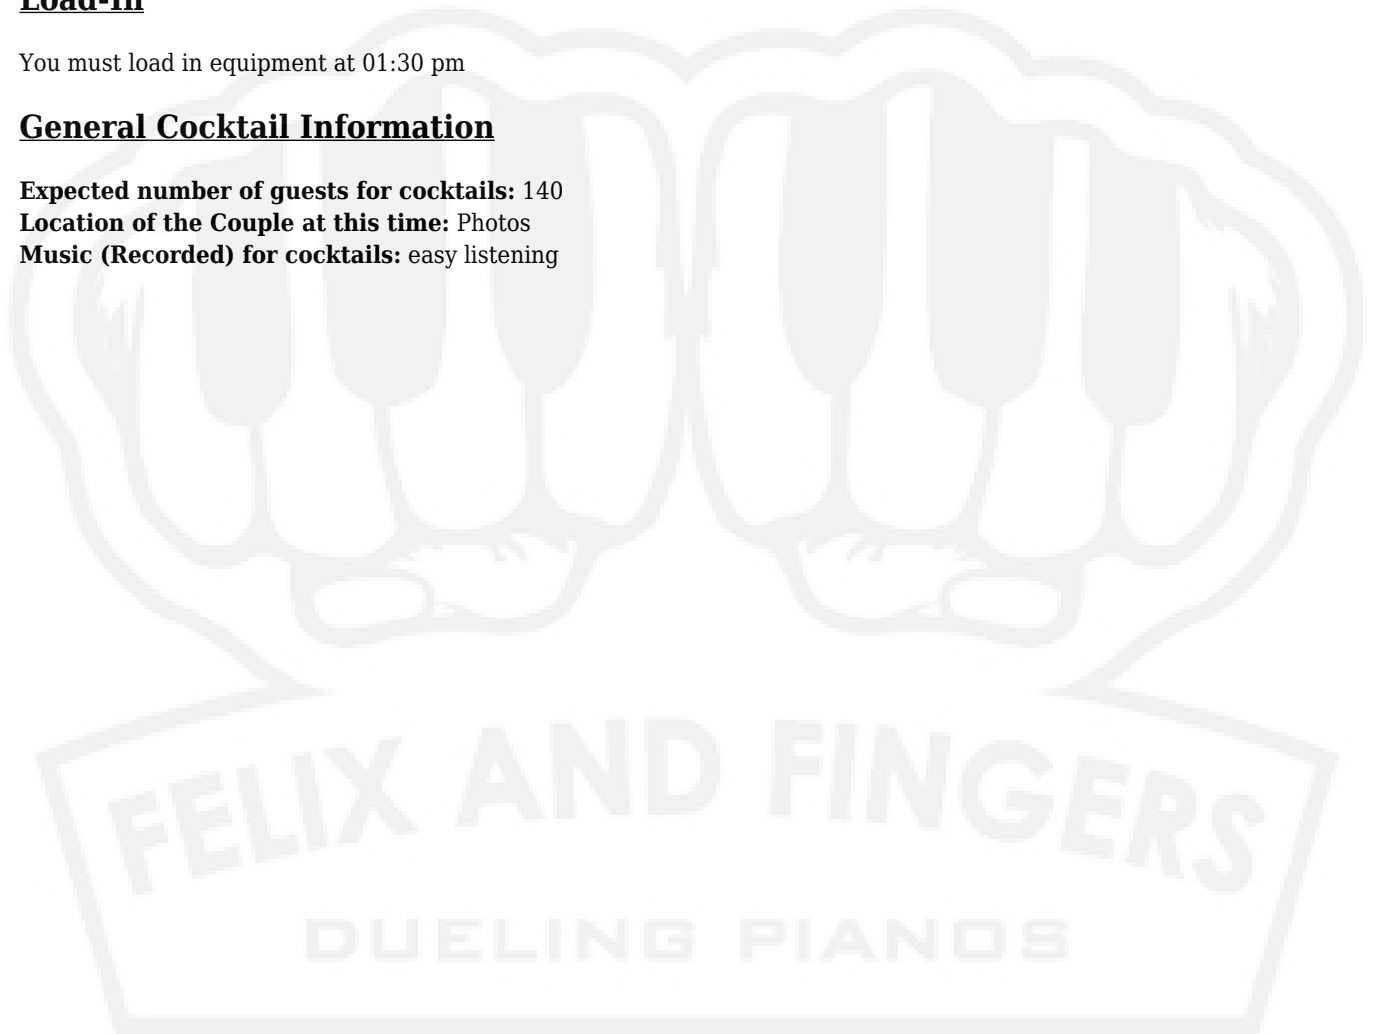 Load-In
You must load in equipment at 01:30 pm
General Cocktail Information
Expected number of guests for cocktails: 140
Location of the Couple at this time: Photos
Music (Recorded) for cocktails: easy listening
FELIX AND FINGERS
DUELING PIANOS